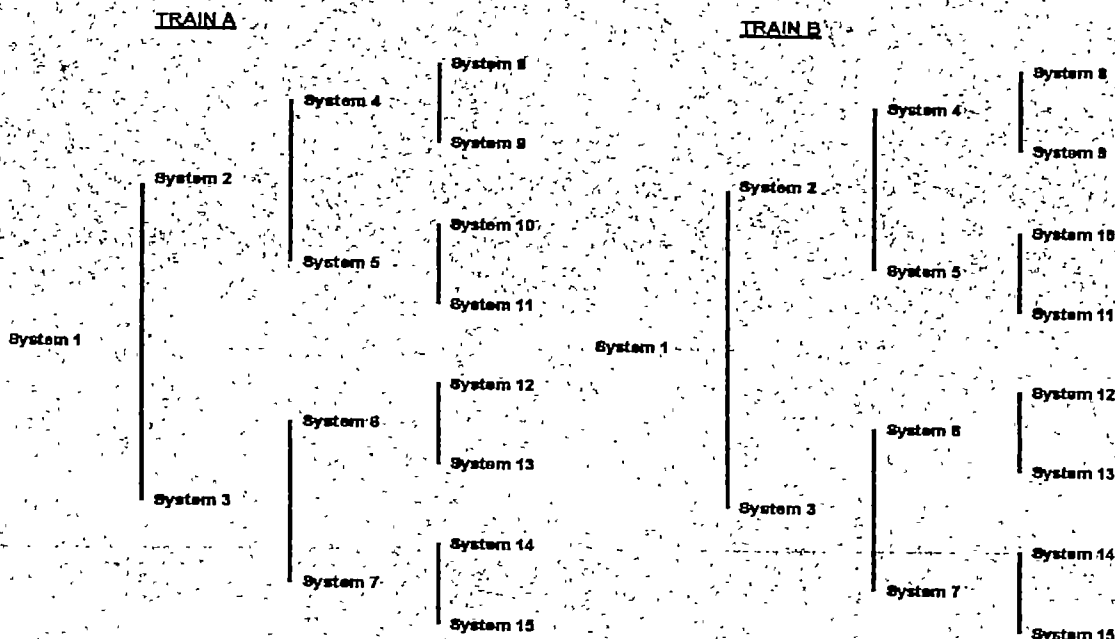 TRAIN A
System 1
System 2
System 3
System 4
System 5
System 6
System 7
System 8
System 9
System 10
System 11
System 12
System 13
System 14
System 15
TRAIN B
System 1
System 2
System 3
System 4
System 5
System 6
System 7
System 8
System 9
System 10
System 11
System 12
System 13
System 14
System 15